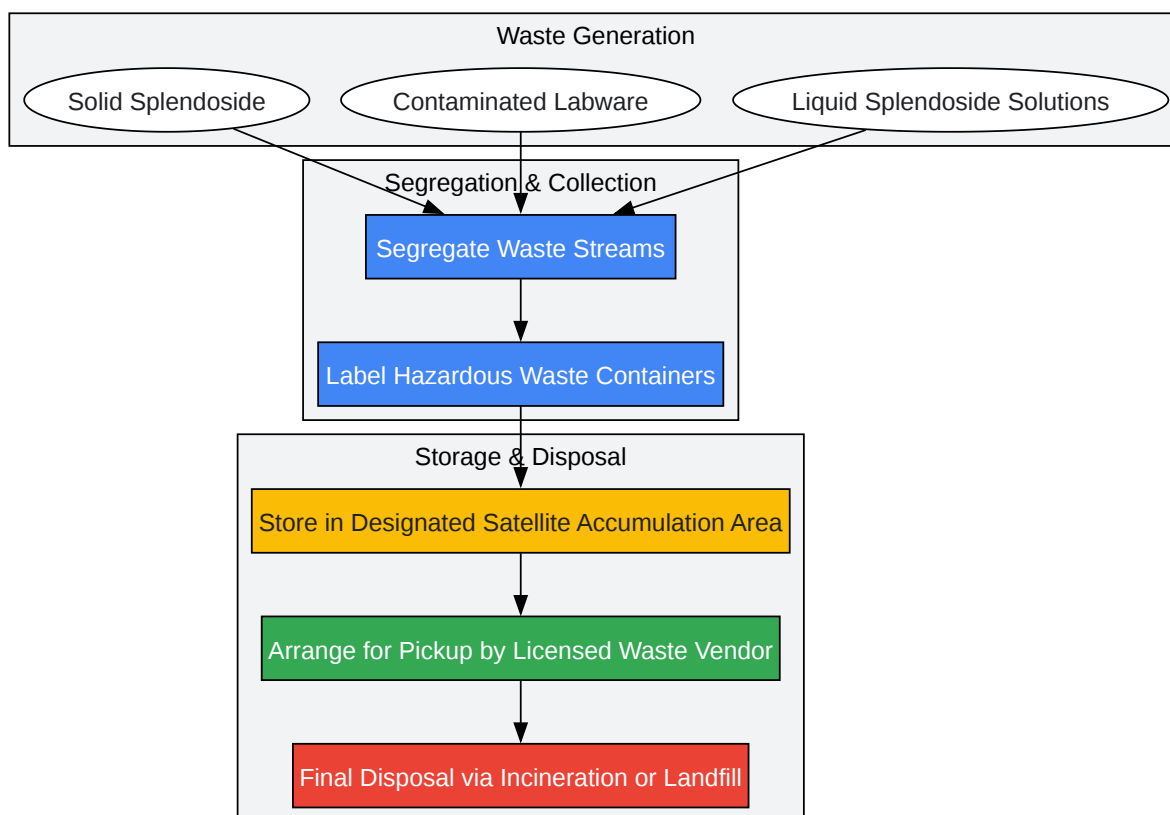 Waste Generation
Solid Splendoside
Contaminated Labware
Liquid Splendoside Solutions
Segregation & Collection
Segregate Waste Streams
Label Hazardous Waste Containers
Storage & Disposal
Store in Designated Satellite Accumulation Area
Arrange for Pickup by Licensed Waste Vendor
Final Disposal via Incineration or Landfill